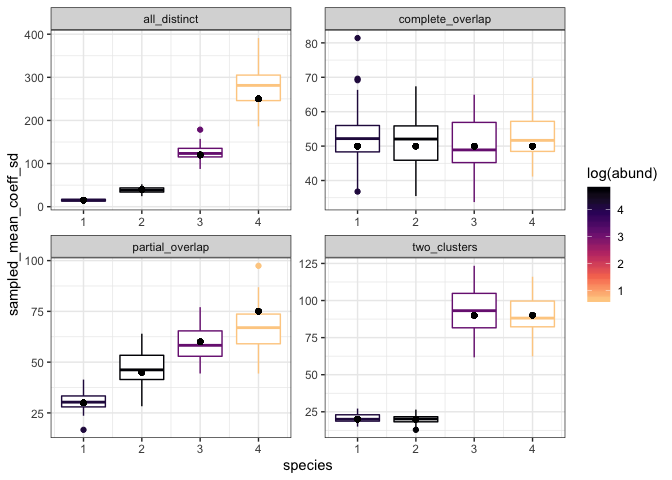 all_distinct
complete_overlap
400
300
200
100
0
80
70
60
50
40
1 2 3 4
1 2 3 4
partial_overlap
two_clusters
100
75
50
25
125
100
75
50
25
1 2 3 4
1 2 3 4
species
sampled_mean_coeff_sd
log(abund)
4
3
2
1